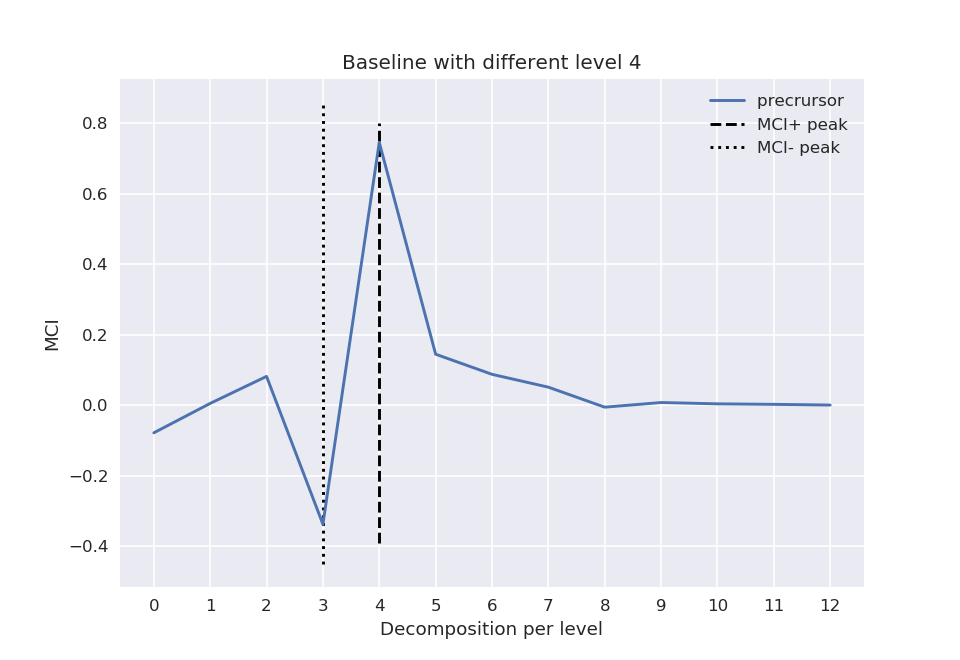 Baseline with different level 4
precrursor
MCI+ peak
MCI- peak
0.8
0.6
0.4
0.2
0.0
−0.2
−0.4
MCI
0 1 2 3 4 5 6 7 8 9 10 11 12
Decomposition per level